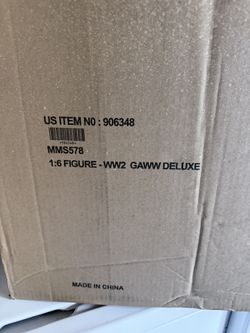 US ITEM NO : 906348
MMS578
1:6 FIGURE - WW2 GAWW DELUXE
MADE IN CHINA